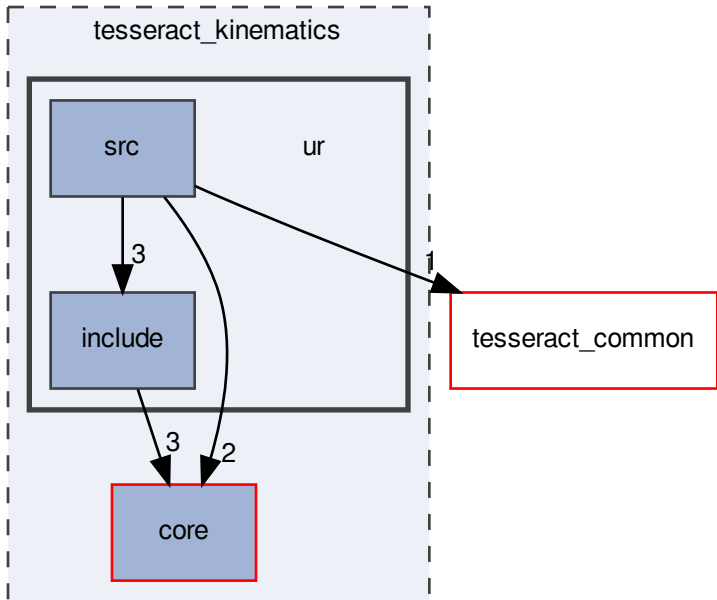 tesseract_kinematics
src
ur
3
1
include
tesseract_common
3
2
core